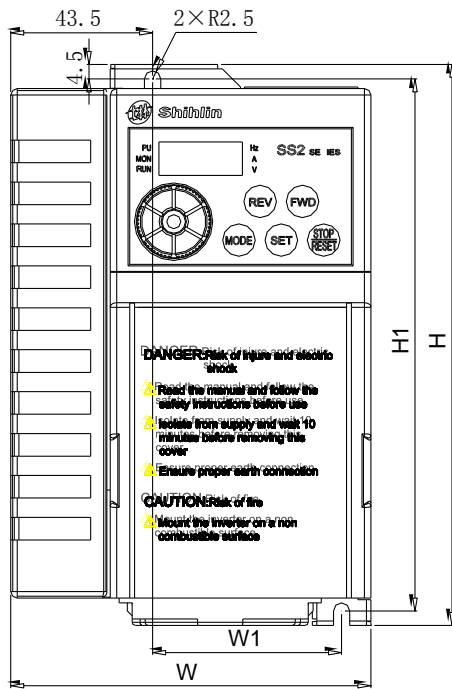 43.5
2×R2.5
4.5
Shihlin
PU
MON
RUN
Hz
A
V
SS2 SE IES
REV
FWD
MODE
SET
STOP
RESET
H1
H
DANGER:Risk of injure and electric
shock
Read the manual and follow the
safety instructions before use
Isolate from supply and wait 10
minutes before removing this
cover
Ensure proper earth connection
CAUTION:Risk of fire
Mount the inverter on a non
combustible surface
W1
W